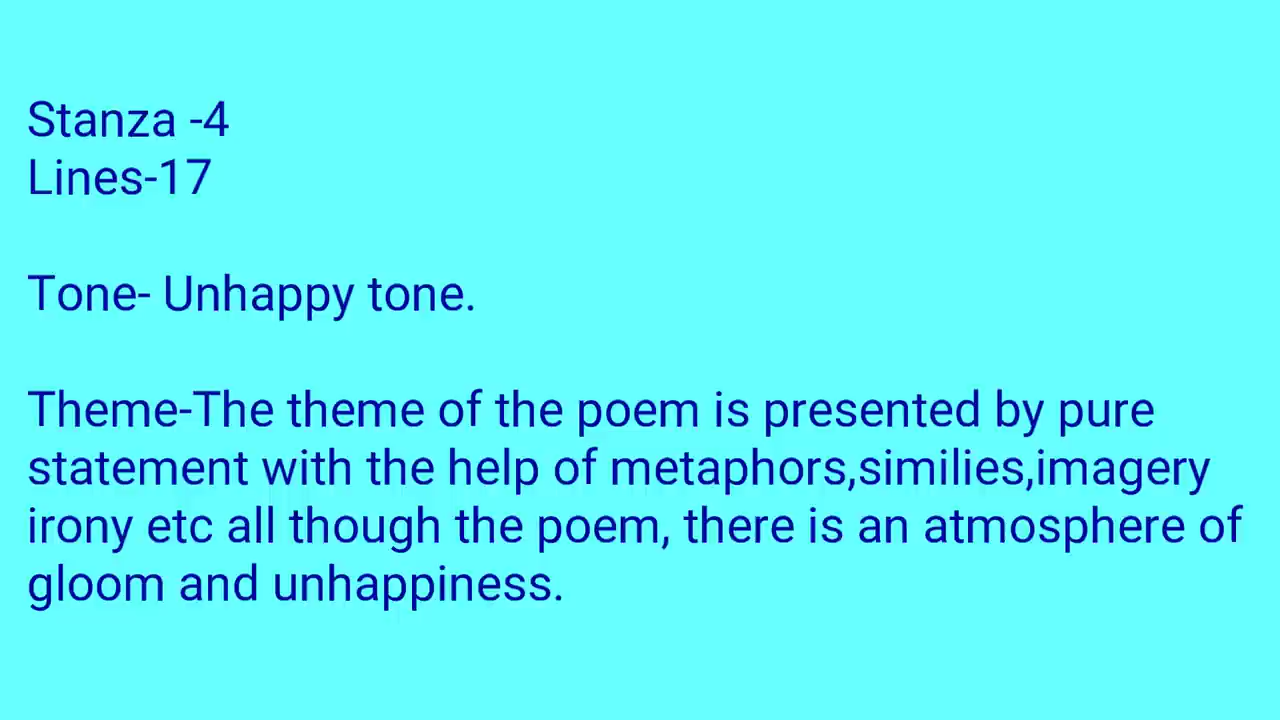 Stanza -4
Lines-17
Tone- Unhappy tone.
Theme-The theme of the poem is presented by pure
statement with the help of metaphors,similies,imagery
irony etc all though the poem, there is an atmosphere of
gloom and unhappiness.